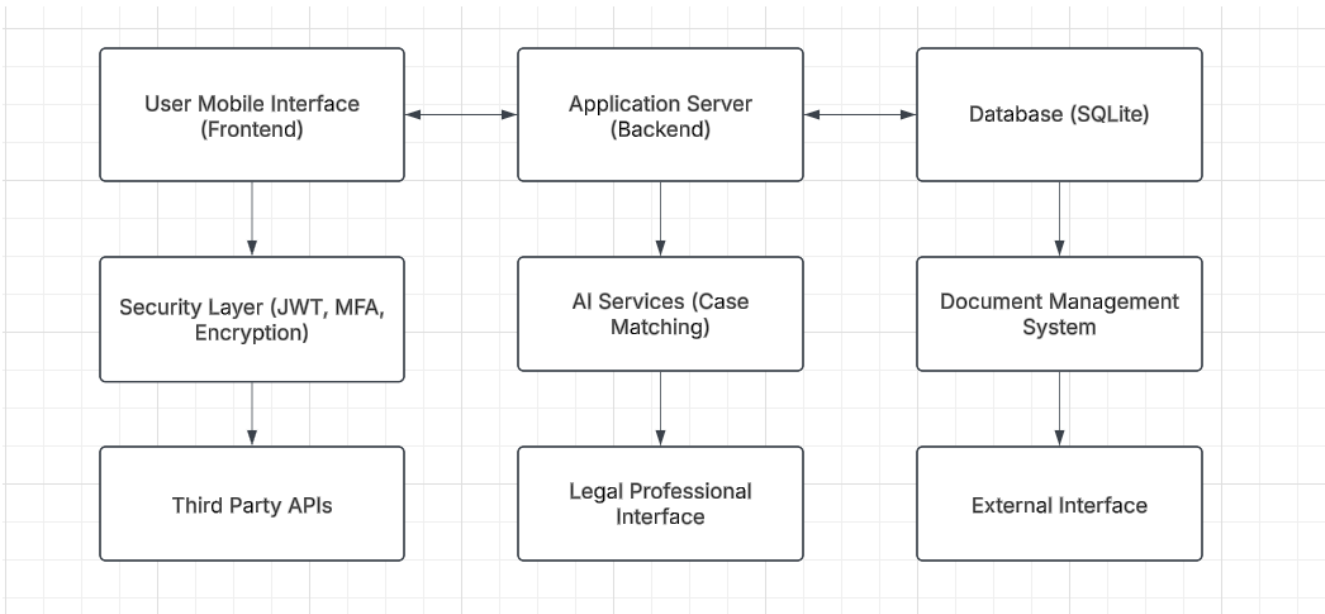 User Mobile Interface
(Frontend)
Application Server
(Backend)
Database (SQLite)
Security Layer (JWT, MFA,
Encryption)
AI Services (Case
Matching)
Document Management
System
Third Party APIs
Legal Professional
Interface
External Interface